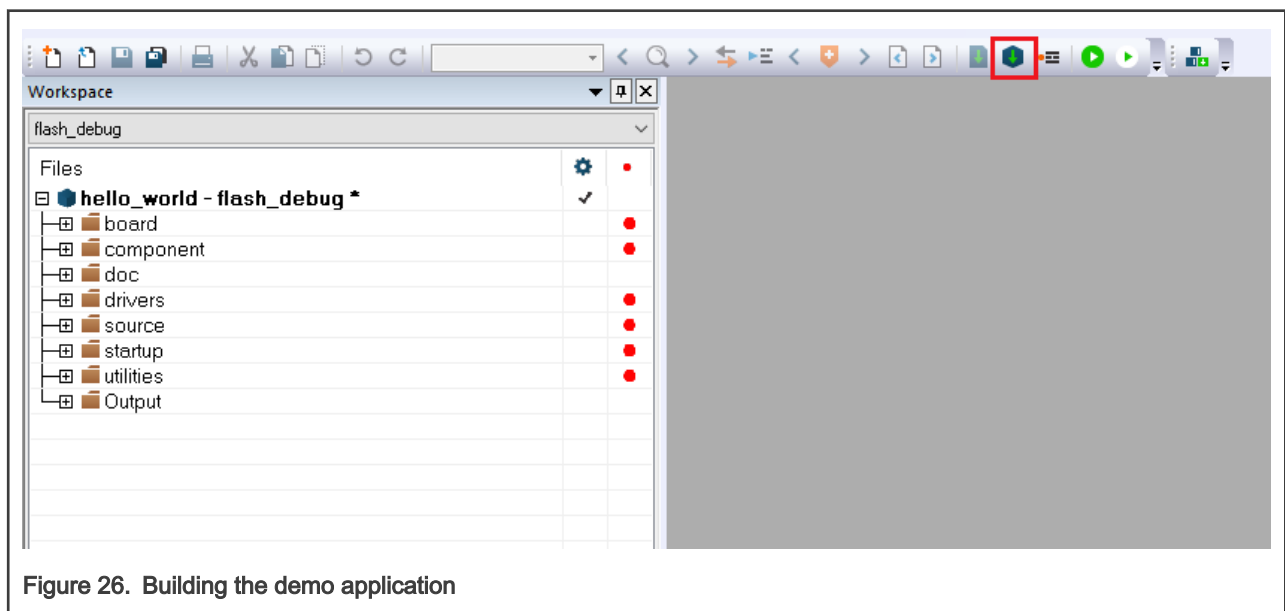 Workspace
flash_debug
Files
hello_world - flash_debug *
board
component
doc
drivers
source
startup
utilities
Output
Figure 26. Building the demo application